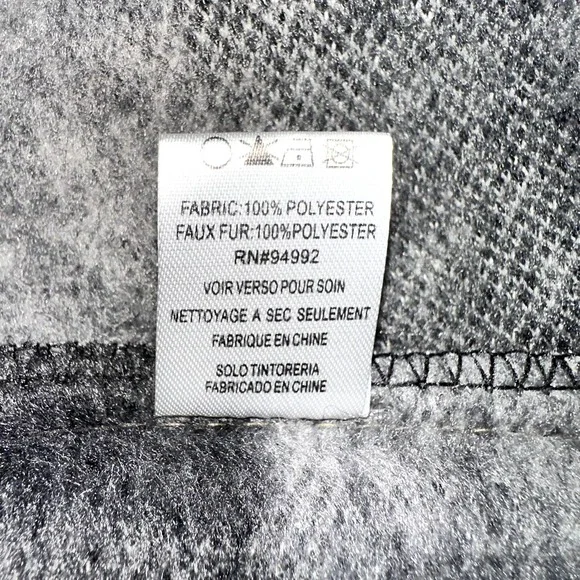 FABRIC:100% POLYESTER
FAUX FUR:100%POLYESTER
RN#94992
VOIR VERSO POUR SOIN
NETTOYAGE A SEC SEULEMENT
FABRIQUE EN CHINE
SOLO TINTORERIA
FABRICADO EN CHINE